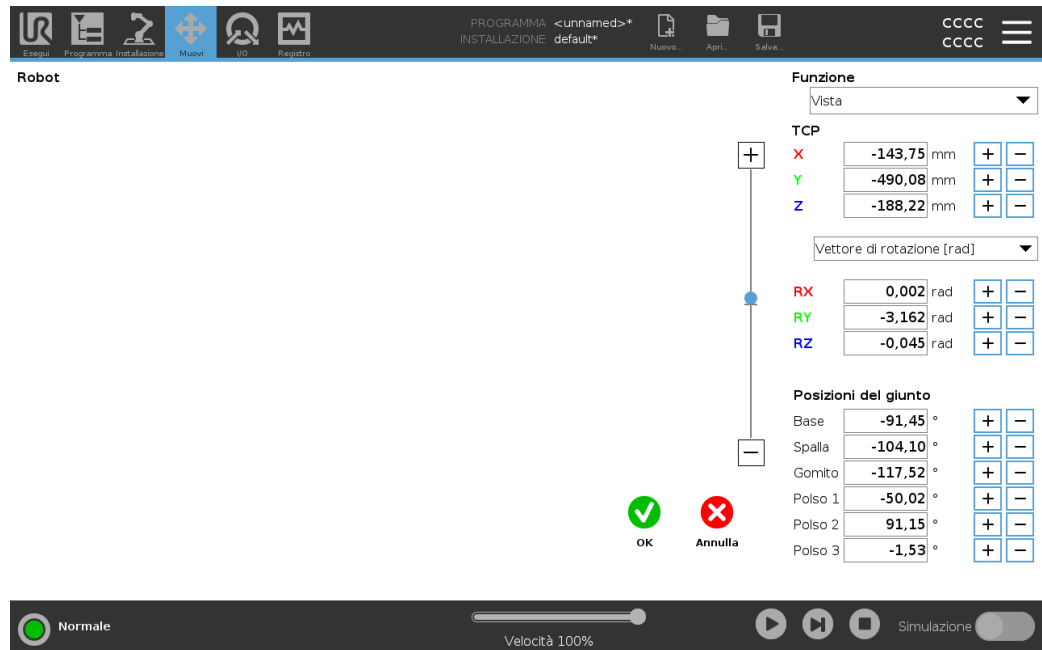 PROGRAMMA <unnamed>*
INSTALLAZIONE default*
Esegui Programma Installazione Muovi I/O Registro
Nuovo... Apri... Salva...
cccc
cccc
Robot
Funzione
Vista
TCP
X -143,75 mm + −
Y -490,08 mm + −
Z -188,22 mm + −
Vettore di rotazione [rad]
RX 0,002 rad + −
RY -3,162 rad + −
RZ -0,045 rad + −
Posizioni del giunto
Base -91,45 ° + −
Spalla -104,10 ° + −
Gomito -117,52 ° + −
Polso 1 -50,02 ° + −
Polso 2 91,15 ° + −
Polso 3 -1,53 ° + −
+
−
OK Annulla
Normale
Velocità 100%
Simulazione